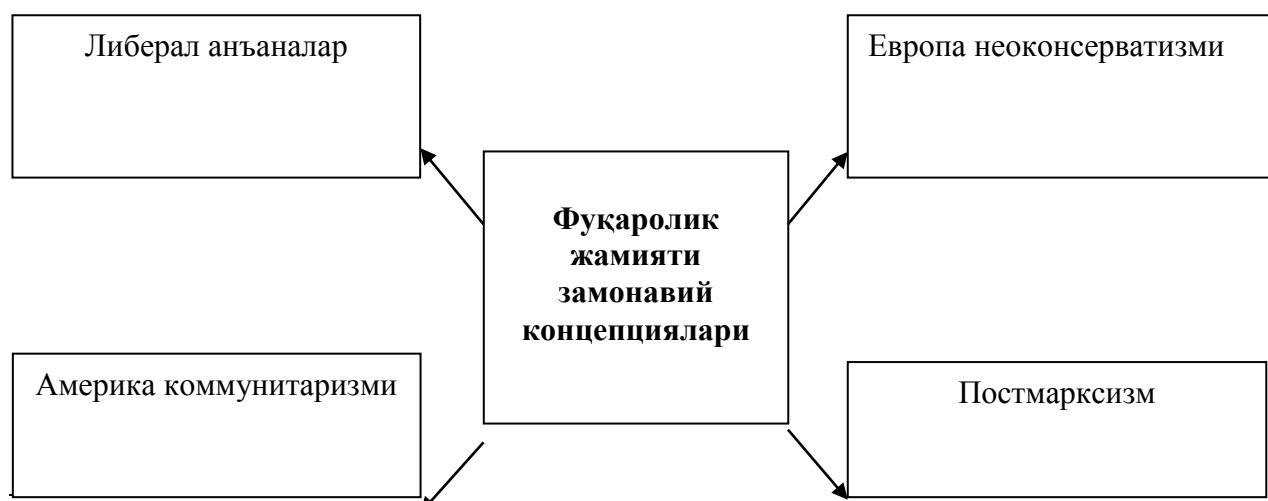 Либерал анъаналар
Европа неоконсерватизми
Фуқаролик
жамияти
замонавий
концепциялари
Америка коммунитаризми
Постмарксизм